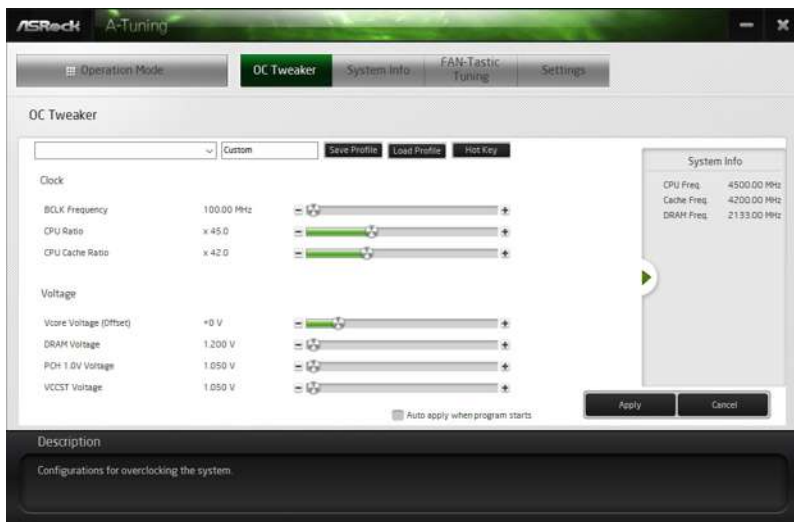 ASRock A-Tuning
Operation Mode
OC Tweaker
System Info
FAN-Tastic
Tuning
Settings
OC Tweaker
Custom
Save Profile
Load Profile
Hot Key
Clock
BCLK Frequency 100.00 MHz
CPU Ratio x 45.0
CPU Cache Ratio x 42.0
Voltage
Vcore Voltage (Offset) +0 V
DRAM Voltage 1.200 V
PCH 1.0V Voltage 1.050 V
VCCST Voltage 1.050 V
Auto apply when program starts
System Info
CPU Freq. 4500.00 MHz
Cache Freq. 4200.00 MHz
DRAM Freq. 2133.00 MHz
Apply
Cancel
Description
Configurations for overclocking the system.